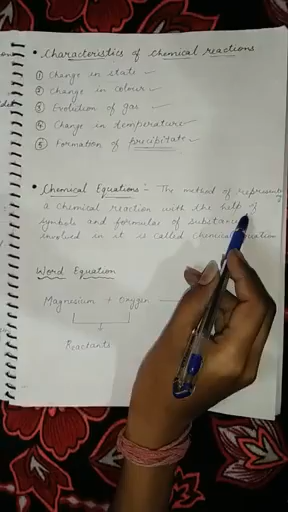 • Characteristics of chemical reactions
① Change in state
② Change in colour
③ Evolution of gas
④ Change in temperature
⑤ Formation of precipitate
• Chemical Equations :- The method of representing
a chemical reaction with the help of
symbols and formulas of substances
involved in it is called chemical equation
Word Equation
Magnesium + Oxygen
Reactants